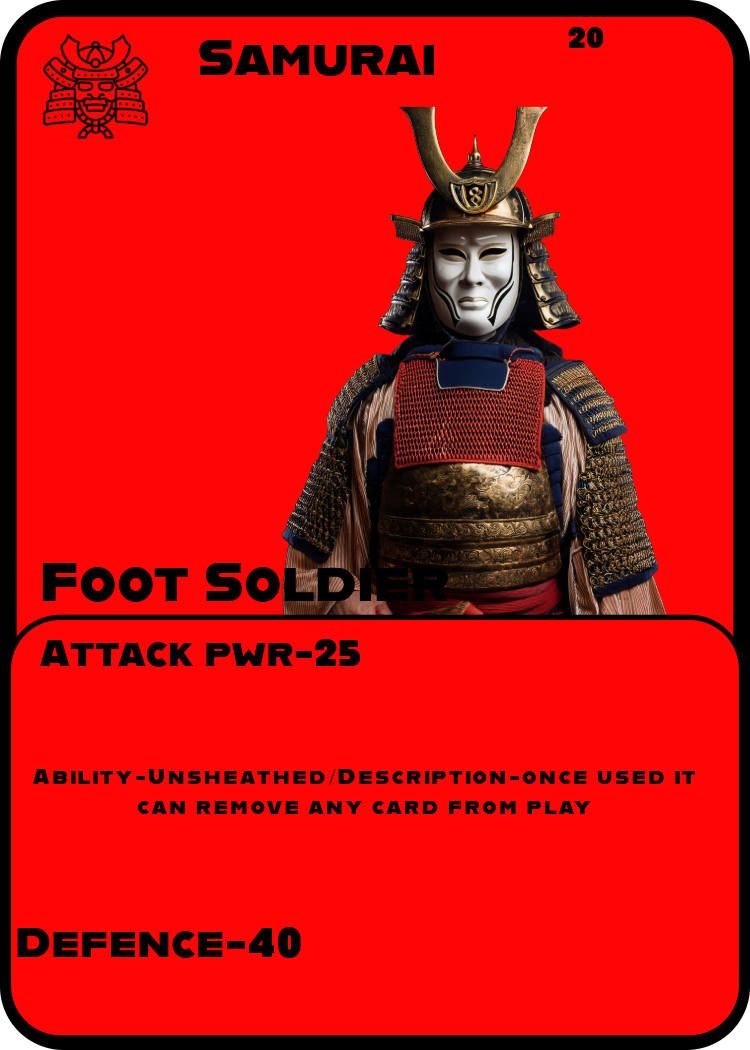 Samurai
20
Foot Soldier
Attack pwr-25
Ability-Unsheathed/Description-once used it
can remove any card from play
Defence-40